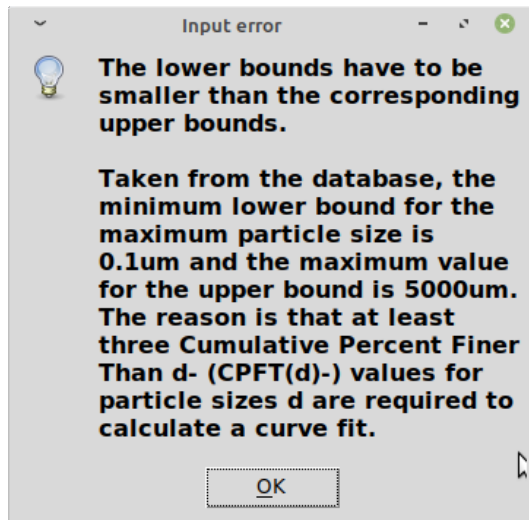 Input error
The lower bounds have to be
smaller than the corresponding
upper bounds.
Taken from the database, the
minimum lower bound for the
maximum particle size is
0.1um and the maximum value
for the upper bound is 5000um.
The reason is that at least
three Cumulative Percent Finer
Than d- (CPFT(d)-) values for
particle sizes d are required to
calculate a curve fit.
OK